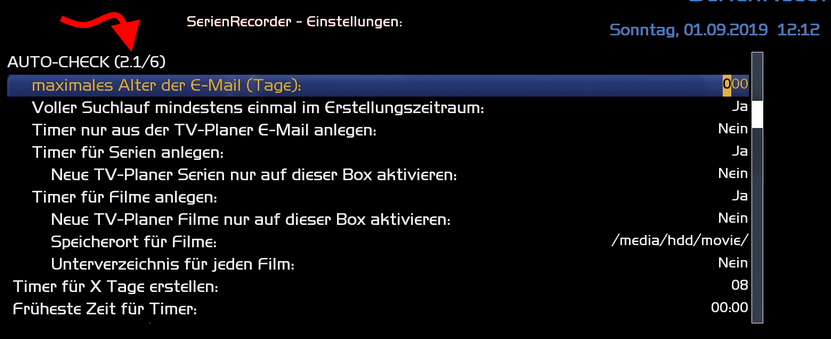 SerienRecorder - Einstellungen:
Sonntag, 01.09.2019 12:12
AUTO-CHECK (2.1/6)
maximales Alter der E-Mail (Tage): 000
Voller Suchlauf mindestens einmal im Erstellungszeitraum: Ja
Timer nur aus der TV-Planer E-Mail anlegen: Nein
Timer für Serien anlegen: Ja
Neue TV-Planer Serien nur auf dieser Box aktivieren: Nein
Timer für Filme anlegen: Ja
Neue TV-Planer Filme nur auf dieser Box aktivieren: Nein
Speicherort für Filme: /media/hdd/movie/
Unterverzeichnis für jeden Film: Nein
Timer für X Tage erstellen: 08
Früheste Zeit für Timer: 00:00